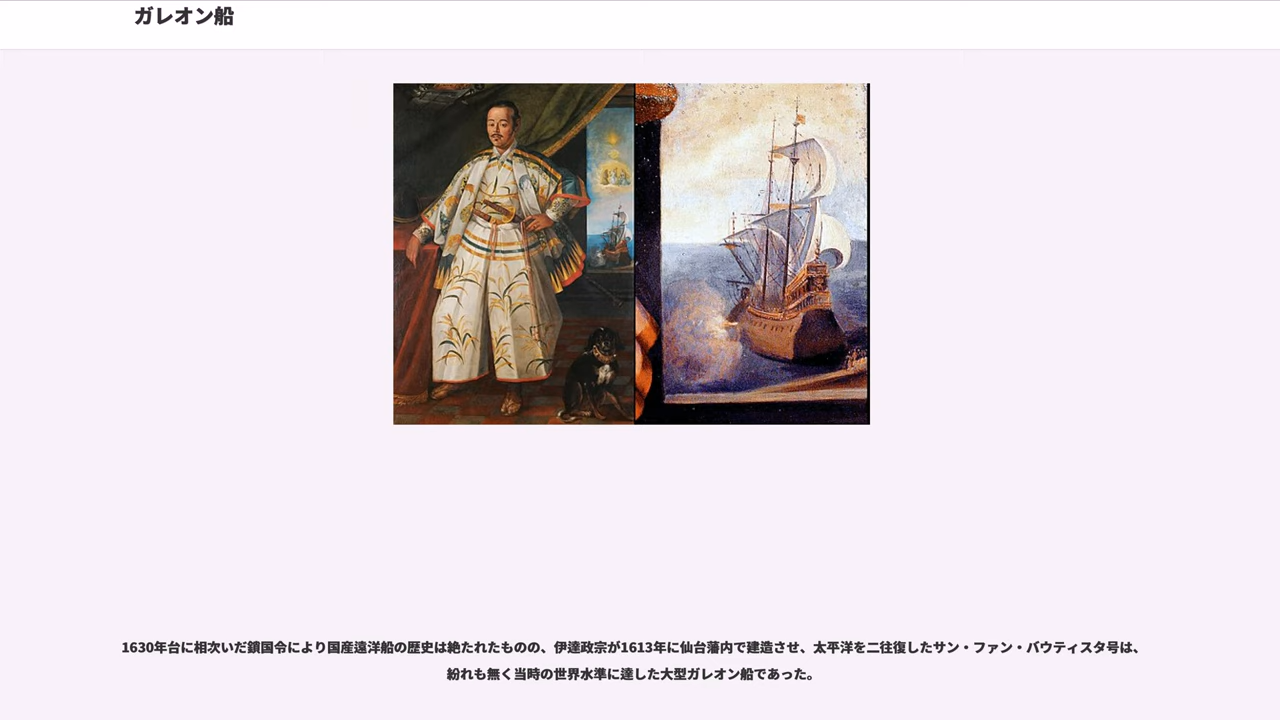 ガレオン船
1630年台に相次いだ鎖国令により国産遠洋船の歴史は絶たれたものの、伊達政宗が1613年に仙台藩内で建造させ、太平洋を二往復したサン・ファン・バウティスタ号は、
紛れも無く当時の世界水準に達した大型ガレオン船であった。